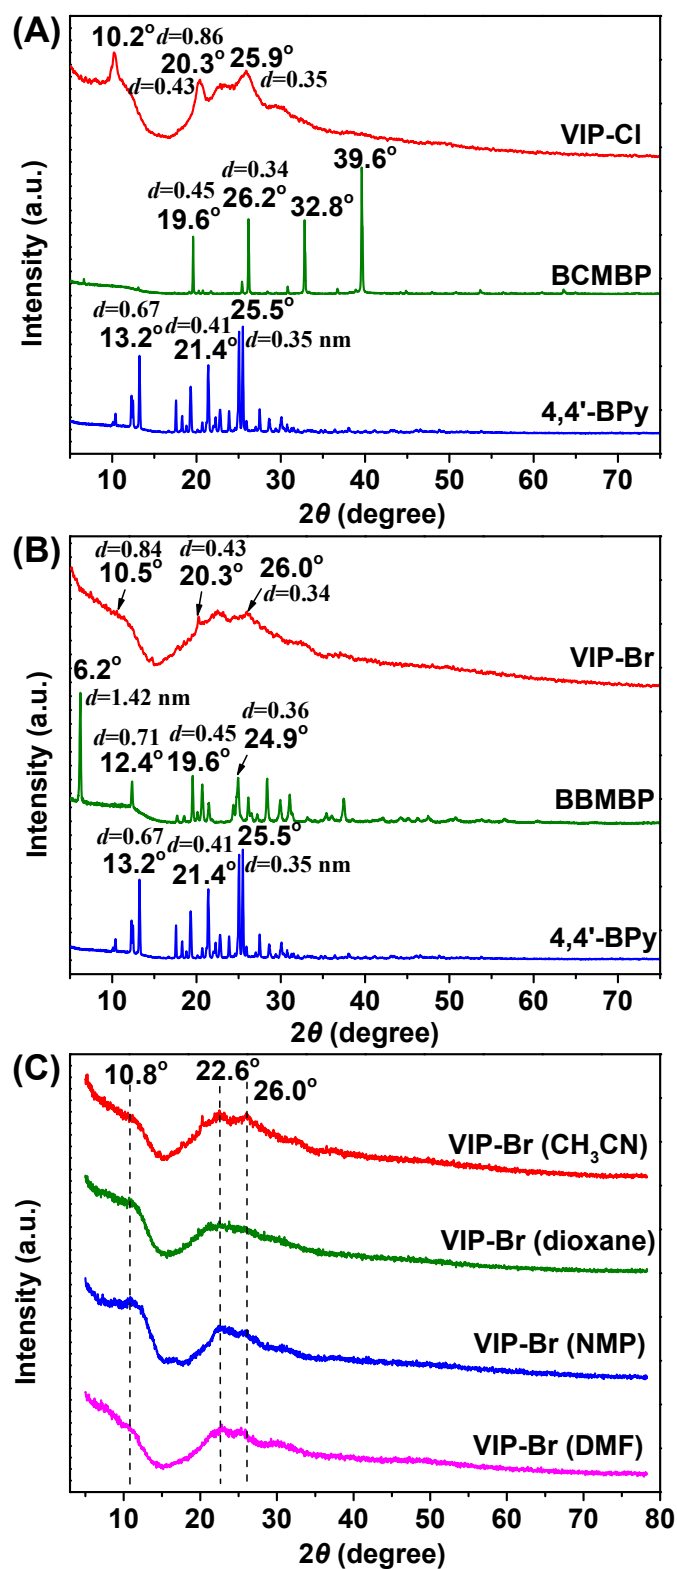 (A)
10.2° d=0.86
20.3° 25.9°
d=0.43 d=0.35
VIP-Cl
39.6°
d=0.34
d=0.45 26.2° 32.8°
19.6°
BCMBP
d=0.67 25.5°
13.2° d=0.41 d=0.35 nm
21.4°
4,4'-BPy
Intensity (a.u.)
10 20 30 40 50 60 70
2θ (degree)
(B)
d=0.84 d=0.43
10.5° 20.3° 26.0°
d=0.34
VIP-Br
6.2°
d=1.42 nm
d=0.36
d=0.71 d=0.45 24.9°
12.4° 19.6°
BBMBP
d=0.67 25.5°
13.2° d=0.41 d=0.35 nm
21.4°
4,4'-BPy
Intensity (a.u.)
10 20 30 40 50 60 70
2θ (degree)
(C)
10.8° 22.6°
26.0°
VIP-Br (CH₃CN)
VIP-Br (dioxane)
VIP-Br (NMP)
VIP-Br (DMF)
Intensity (a.u.)
10 20 30 40 50 60 70 80
2θ (degree)